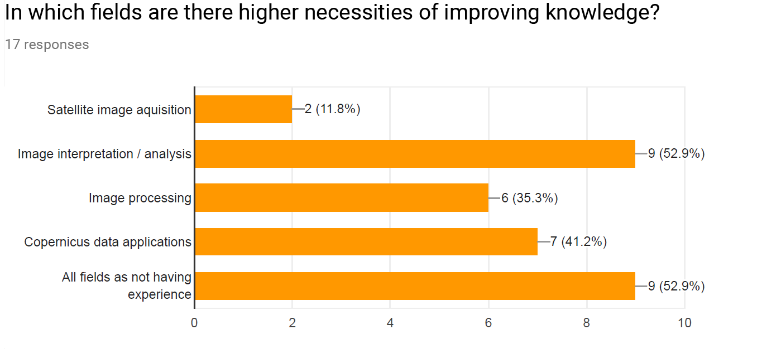 In which fields are there higher necessities of improving knowledge?
17 responses
Satellite image aquisition
2 (11.8%)
Image interpretation / analysis
9 (52.9%)
Image processing
6 (35.3%)
Copernicus data applications
7 (41.2%)
All fields as not having
experience
9 (52.9%)
0 2 4 6 8 10